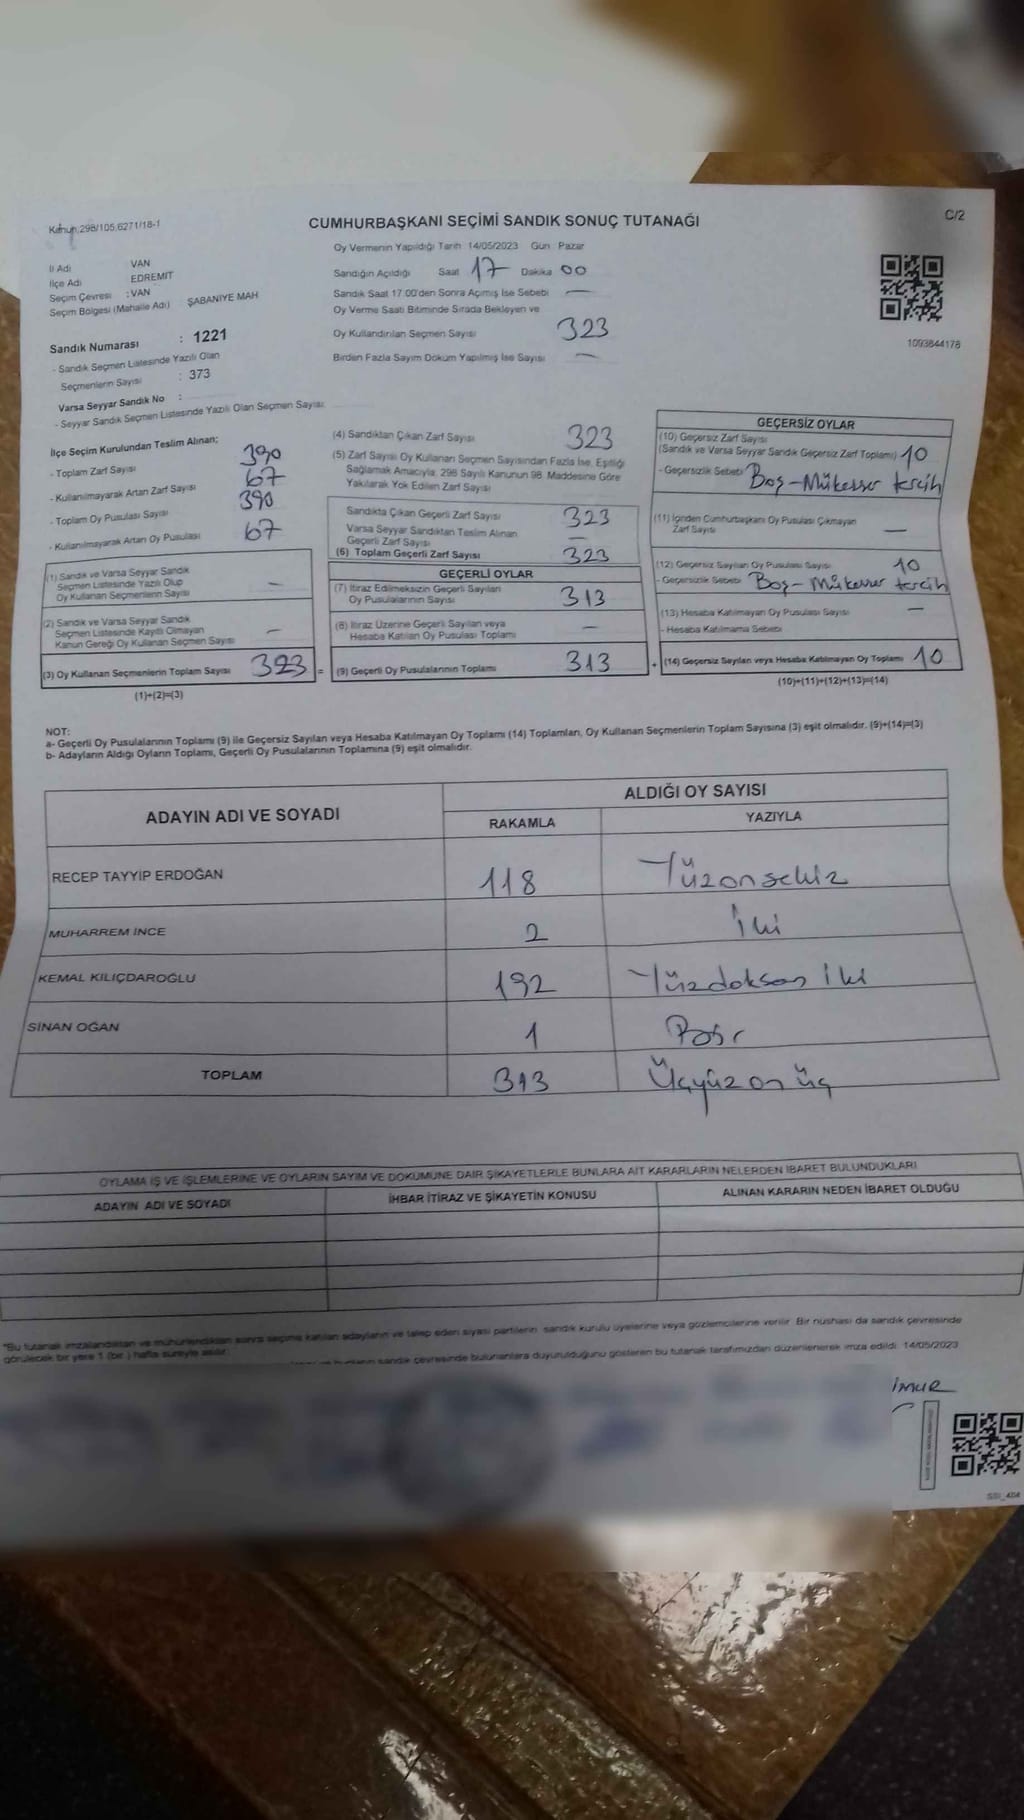 Kanun,298/105,6271/18-1
C/2
CUMHURBAŞKANI SEÇİMİ SANDIK SONUÇ TUTANAĞI
Oy Vermenin Yapıldığı Tarih 14/05/2023 Gün Pazar
İl Adı VAN
İlçe Adı EDREMIT
Seçim Çevresi : VAN
Seçim Bölgesi (Mahalle Adı) ŞABANİYE MAH
Sandık Numarası : 1221
- Sandık Seçmen Listesinde Yazılı Olan
Seçmenlerin Sayısı : 373
Varsa Seyyar Sandık No :
- Seyyar Sandık Seçmen Listesinde Yazılı Olan Seçmen Sayısı:
Sandığın Açıldığı Saat 17 Dakika 00
Sandık Saat 17.00'den Sonra Açımış İse Sebebi —
Oy Verme Saati Bitiminde Sırada Bekleyen ve
Oy Kullandırılan Seçmen Sayısı 323
Birden Fazla Sayım Döküm Yapılmış İse Sayısı —
1093844178
İlçe Seçim Kurulundan Teslim Alınan;
- Toplam Zarf Sayısı 390
- Kullanılmayarak Artan Zarf Sayısı 67
- Toplam Oy Pusulası Sayısı 390
- Kullanılmayarak Artan Oy Pusulası 67
(1) Sandık ve Varsa Seyyar Sandık
Seçmen Listesinde Yazılı Olup
Oy Kullanan Seçmenlerin Sayısı —
(2) Sandık ve Varsa Seyyar Sandık
Seçmen Listesinde Kayıtlı Olmayan
Kanun Gereği Oy Kullanan Seçmen Sayısı —
(3) Oy Kullanan Seçmenlerin Toplam Sayısı 323 =
(1)+(2)=(3)
(4) Sandıktan Çıkan Zarf Sayısı 323
(5) Zarf Sayısı Oy Kullanan Seçmen Sayısından Fazla İse, Eşitliği
Sağlamak Amacıyla, 298 Sayılı Kanunun 98. Maddesine Göre
Yakılarak Yok Edilen Zarf Sayısı
Sandıkta Çıkan Geçerli Zarf Sayısı 323
Varsa Seyyar Sandıktan Teslim Alınan
Geçerli Zarf Sayısı —
(6) Toplam Geçerli Zarf Sayısı 323
GEÇERLİ OYLAR
(7) İtiraz Edilmeksizin Geçerli Sayılan
Oy Pusulalarının Sayısı 313
(8) İtiraz Üzerine Geçerli Sayılan veya
Hesaba Katılan Oy Pusulası Toplamı —
(9) Geçerli Oy Pusulalarının Toplamı 313 +
GEÇERSİZ OYLAR
(10) Geçersiz Zarf Sayısı
(Sandık ve Varsa Seyyar Sandık Geçersiz Zarf Toplamı) 10
- Geçersizlik Sebebi Boş-Mükerrer tercih
(11) İçinden Cumhurbaşkanı Oy Pusulası Çıkmayan
Zarf Sayısı —
(12) Geçersiz Sayılan Oy Pusulası Sayısı 10
- Geçersizlik Sebebi Boş-Mükerrer tercih
(13) Hesaba Katılmayan Oy Pusulası Sayısı —
- Hesaba Katılmama Sebebi
(14) Geçersiz Sayılan veya Hesaba Katılmayan Oy Toplamı 10
(10)+(11)+(12)+(13)=(14)
NOT:
a- Geçerli Oy Pusulalarının Toplamı (9) ile Geçersiz Sayılan veya Hesaba Katılmayan Oy Toplamı (14) Toplamları, Oy Kullanan Seçmenlerin Toplam Sayısına (3) eşit olmalıdır. (9)+(14)=(3)
b- Adayların Aldığı Oyların Toplamı, Geçerli Oy Pusulalarının Toplamına (9) eşit olmalıdır.
ADAYIN ADI VE SOYADI ALDIĞI OY SAYISI
RAKAMLA YAZIYLA
RECEP TAYYİP ERDOĞAN 118 Yüzonsekiz
MUHARREM İNCE 2 İki
KEMAL KILIÇDAROĞLU 192 Yüzdoksan iki
SİNAN OĞAN 1 Bir
TOPLAM 313 Üçyüz on üç
OYLAMA İŞ VE İŞLEMLERİNE VE OYLARIN SAYIM VE DÖKÜMÜNE DAİR ŞİKAYETLERLE BUNLARA AİT KARARLARIN NELERDEN İBARET BULUNDUKLARI
ADAYIN ADI VE SOYADI İHBAR İTİRAZ VE ŞİKAYETİN KONUSU ALINAN KARARIN NEDEN İBARET OLDUĞU
*Bu tutanak imzalandıktan ve mühürlendikten sonra seçime katılan adayların ve talep eden siyasi partilerin sandık kurulu üyelerine veya gözlemcilerine verilir. Bir nüshası da sandık çevresinde
görülecek bir yere 1 (bir) hafta süreyle asılır.
sandık çevresinde bulunanlara duyurulduğunu gösteren bu tutanak tarafımızdan düzenlenerek imza edildi. 14/05/2023